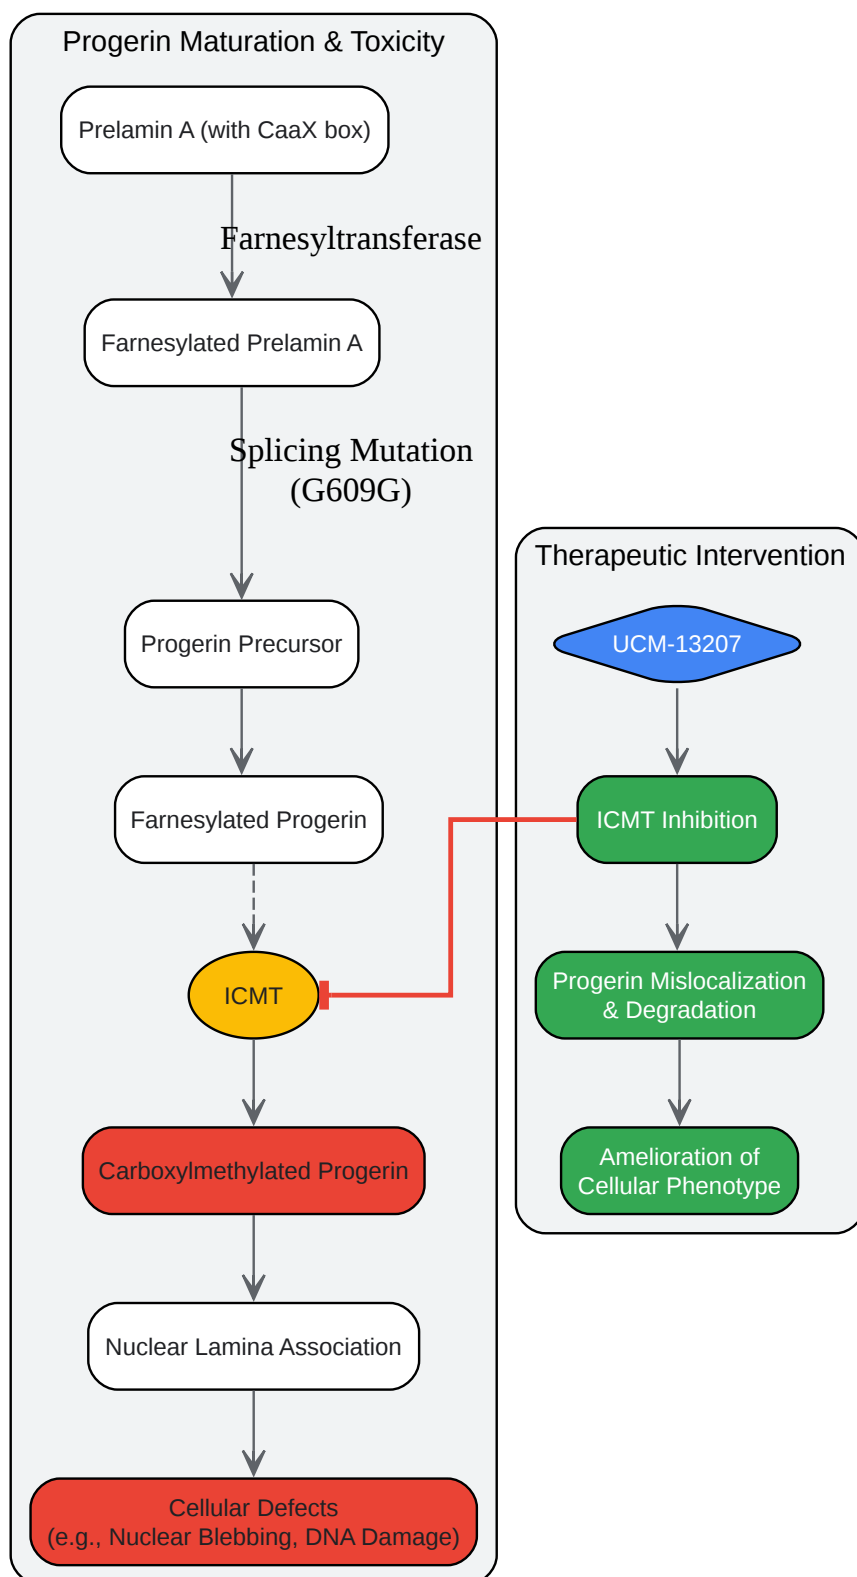 Progerin Maturation & Toxicity
Prelamin A (with CaaX box)
Farnesyltransferase
Farnesylated Prelamin A
Splicing Mutation
(G609G)
Progerin Precursor
Farnesylated Progerin
ICMT
Carboxylmethylated Progerin
Nuclear Lamina Association
Cellular Defects
(e.g., Nuclear Blebbing, DNA Damage)
Therapeutic Intervention
UCM-13207
ICMT Inhibition
Progerin Mislocalization
& Degradation
Amelioration of
Cellular Phenotype